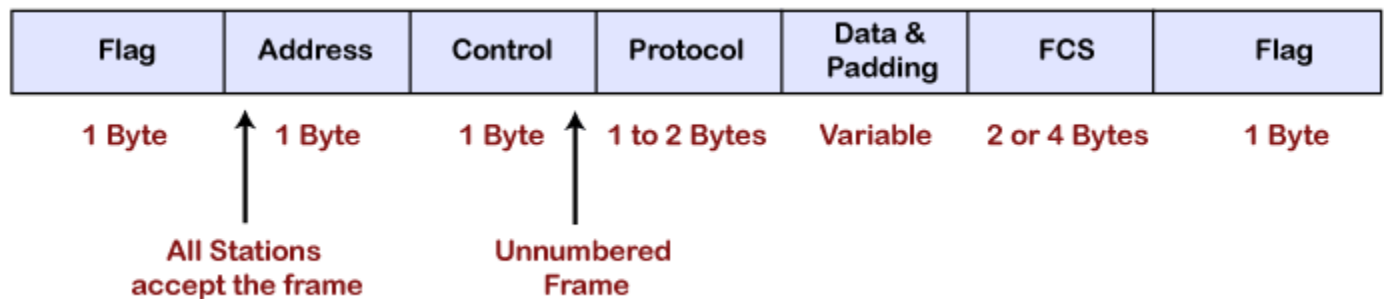 Flag Address Control Protocol Data & Padding FCS Flag
1 Byte 1 Byte 1 Byte 1 to 2 Bytes Variable 2 or 4 Bytes 1 Byte
All Stations
accept the frame
Unnumbered
Frame